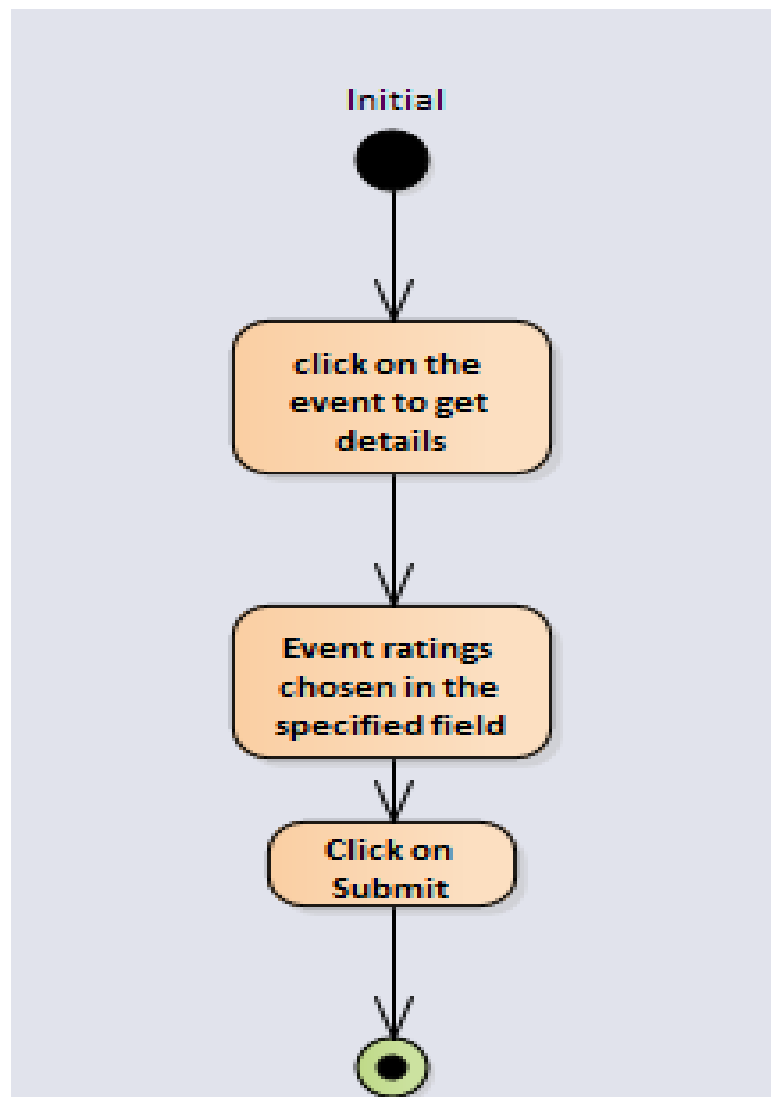 Initial
click on the
event to get
details
Event ratings
chosen in the
specified field
Click on
Submit